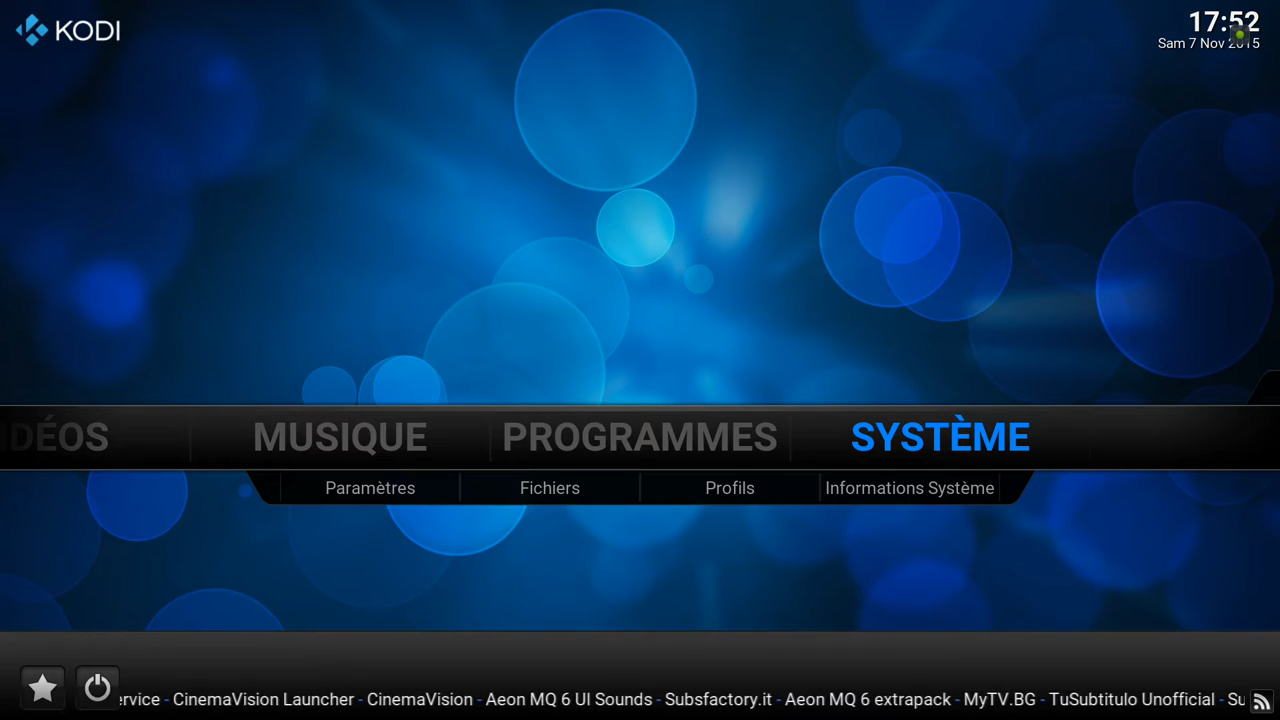 KODI
17:52
Sam 7 Nov 2015
IDÉOS MUSIQUE PROGRAMMES SYSTÈME
Paramètres Fichiers Profils Informations Système
ervice - CinemaVision Launcher - CinemaVision - Aeon MQ 6 UI Sounds - Subsfactory.it - Aeon MQ 6 extrapack - MyTV.BG - TuSubtitulo Unofficial - Su